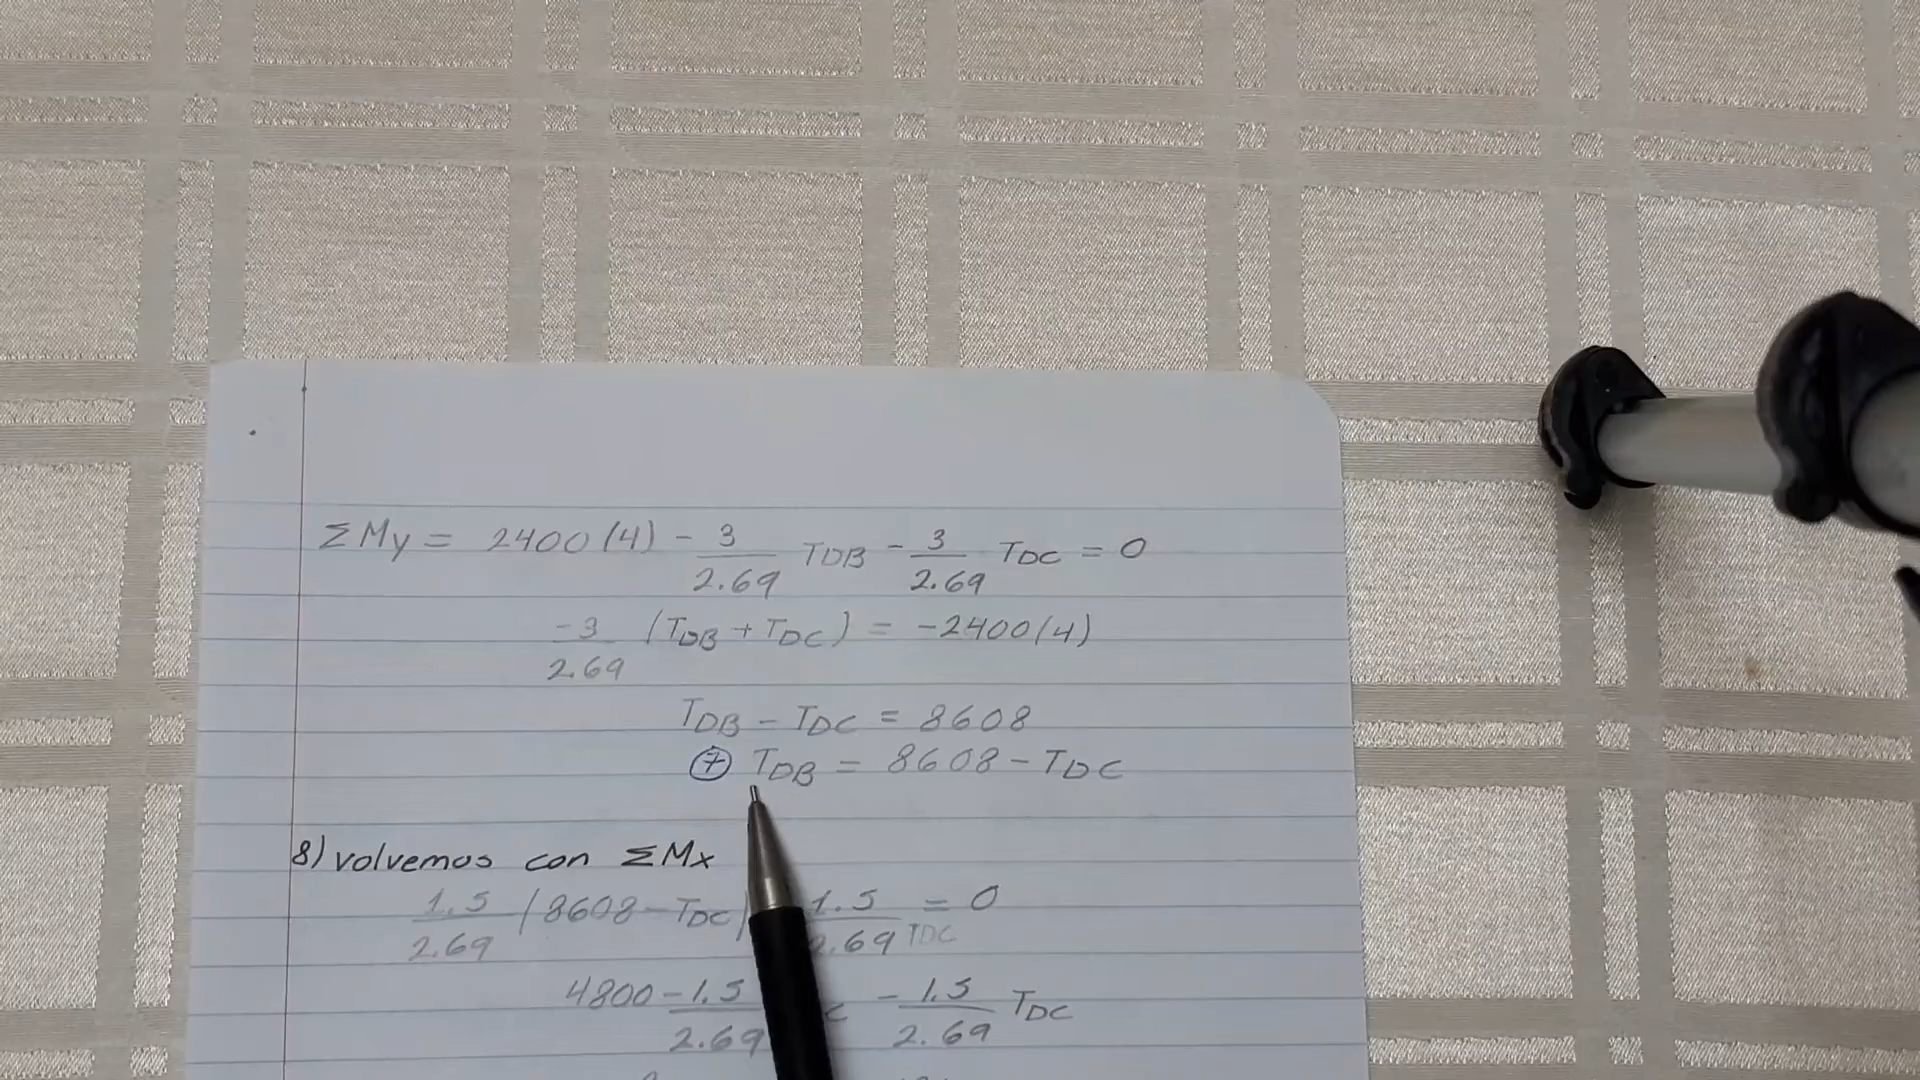 ΣMy = 2400(4) - 3/2.69 TDB - 3/2.69 TDC = 0
-3/2.69 (TDB + TDC) = -2400(4)
TDB - TDC = 8608
⑦ TDB = 8608 - TDC
8) volvemos con ΣMx
1.5/2.69 (8608 - TDC) 1.5/2.69 TDC = 0
4800 - 1.5/2.69 - 1.5/2.69 TDC